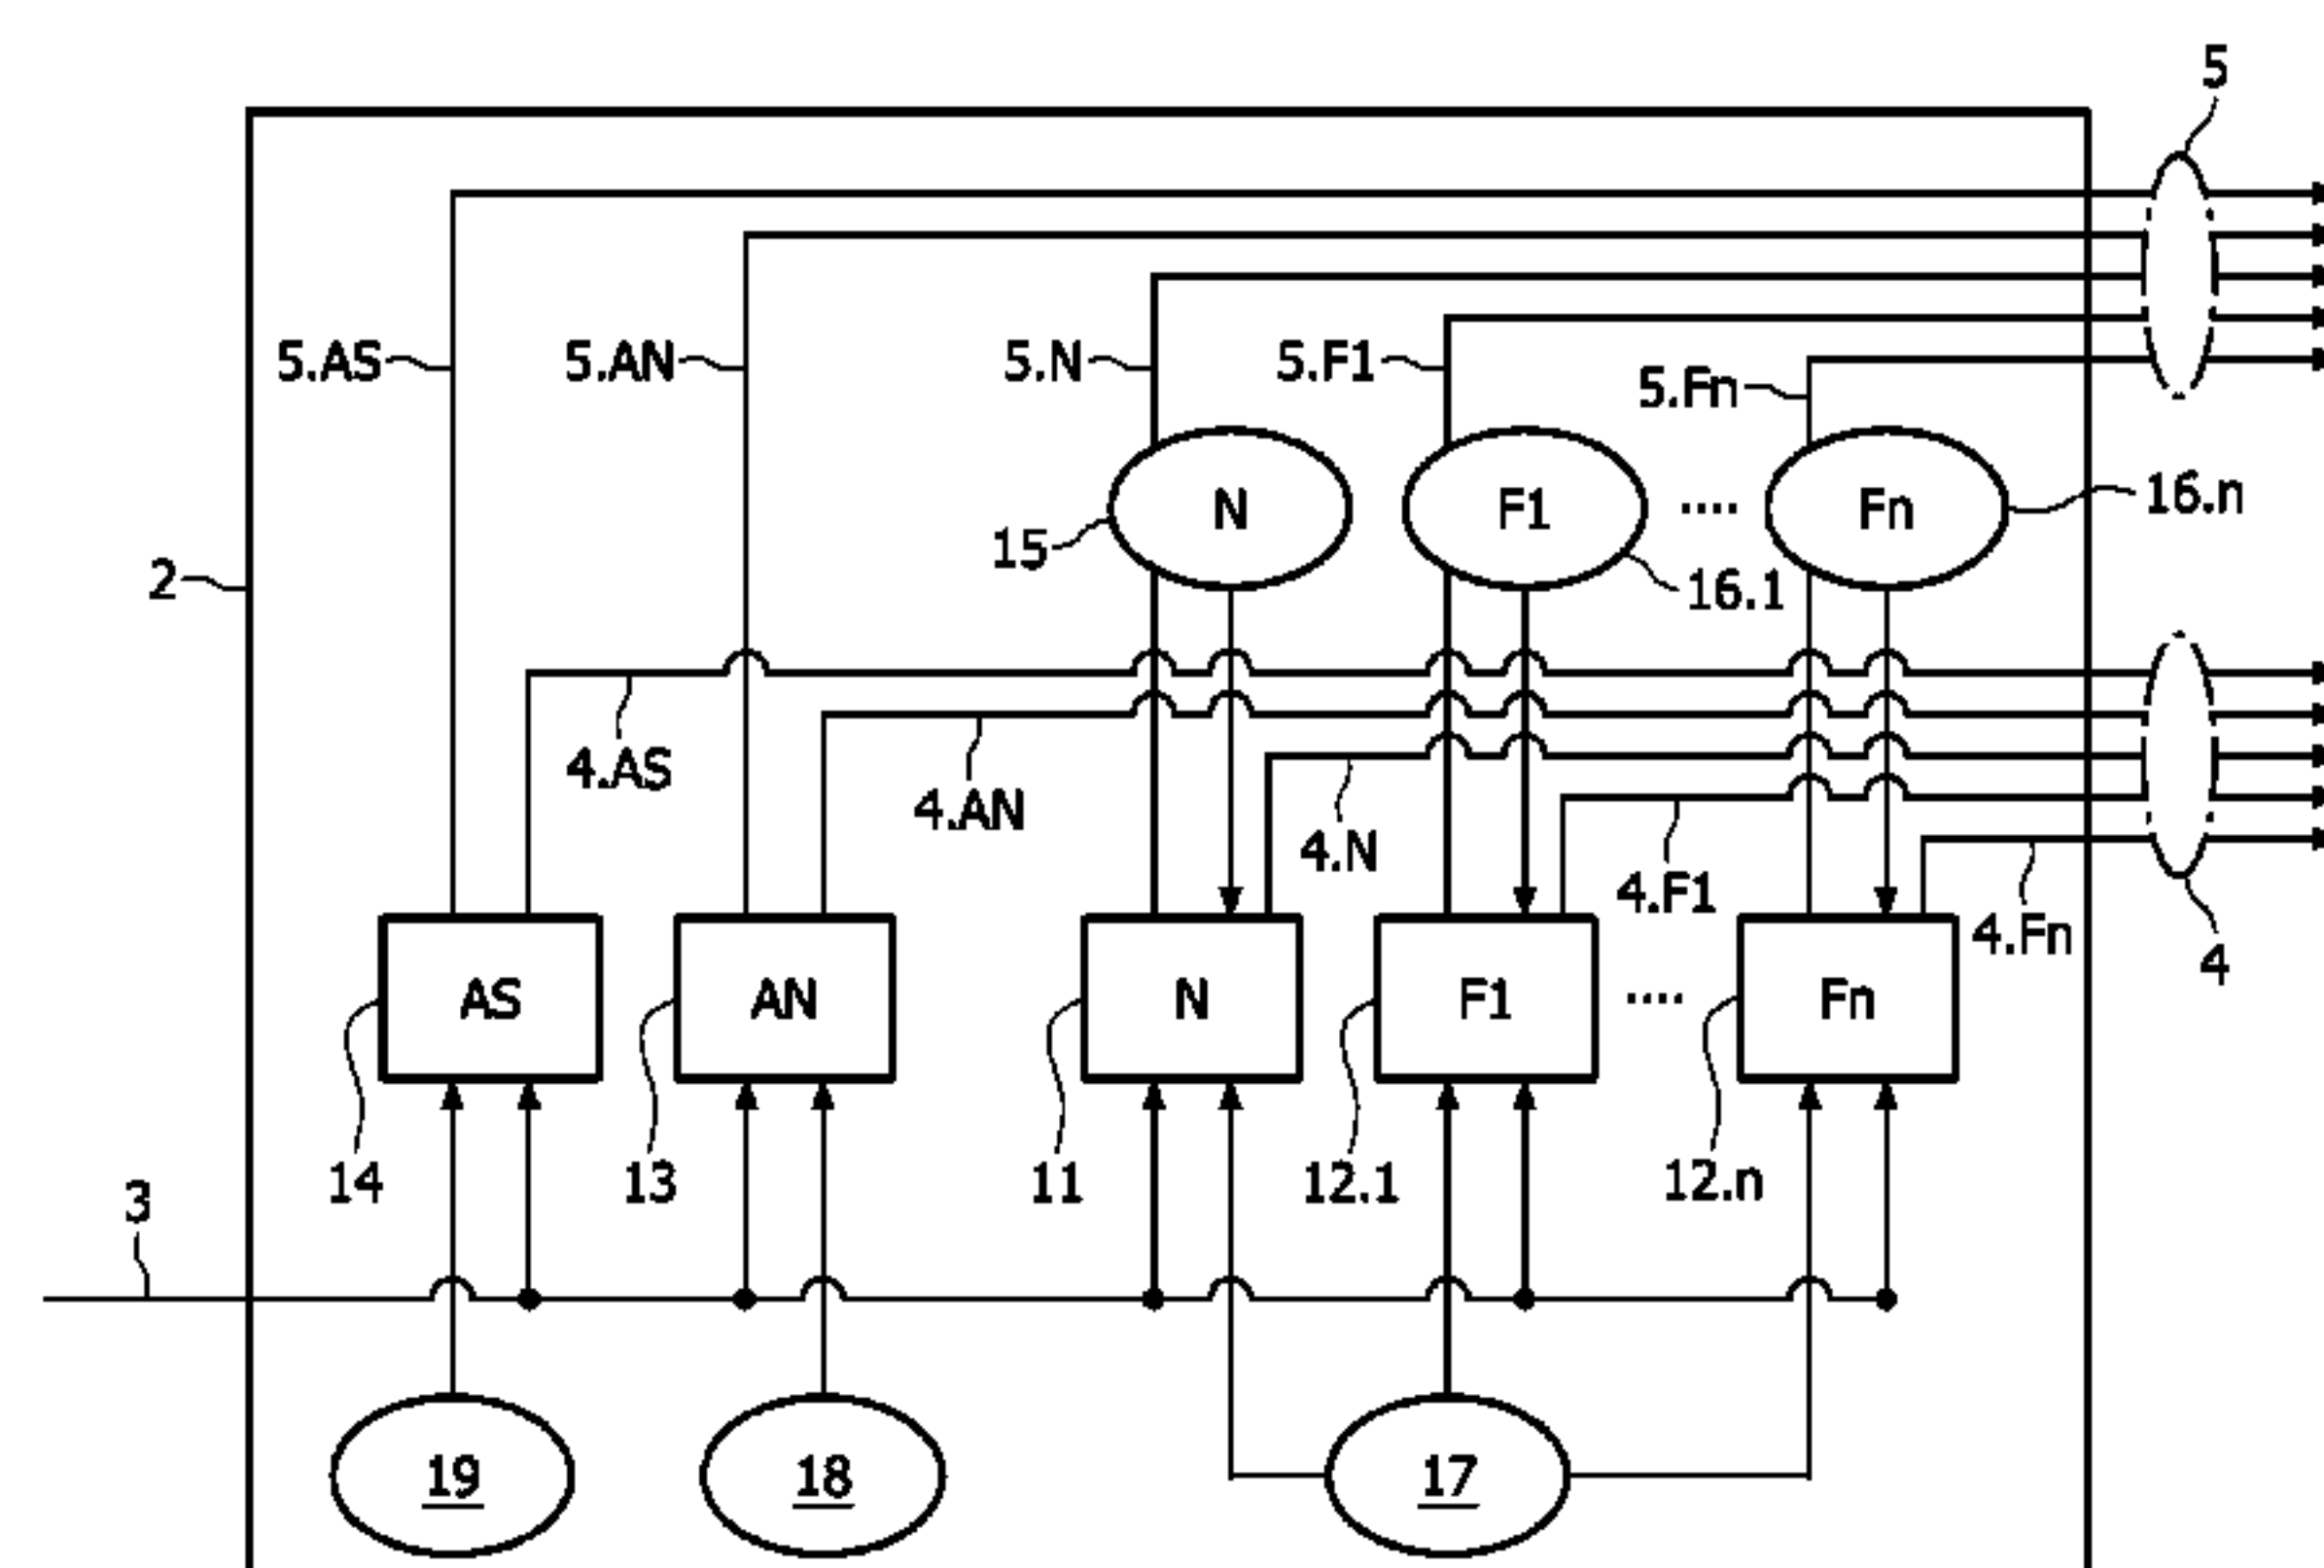 5
5.AS
5.AN
5.N
5.F1
5.Fn
N
F1
....
Fn
16.n
15
16.1
2
4.AS
4.AN
4.N
4.F1
4.Fn
4
AS
AN
N
F1
....
Fn
14
13
11
12.1
12.n
3
19
18
17